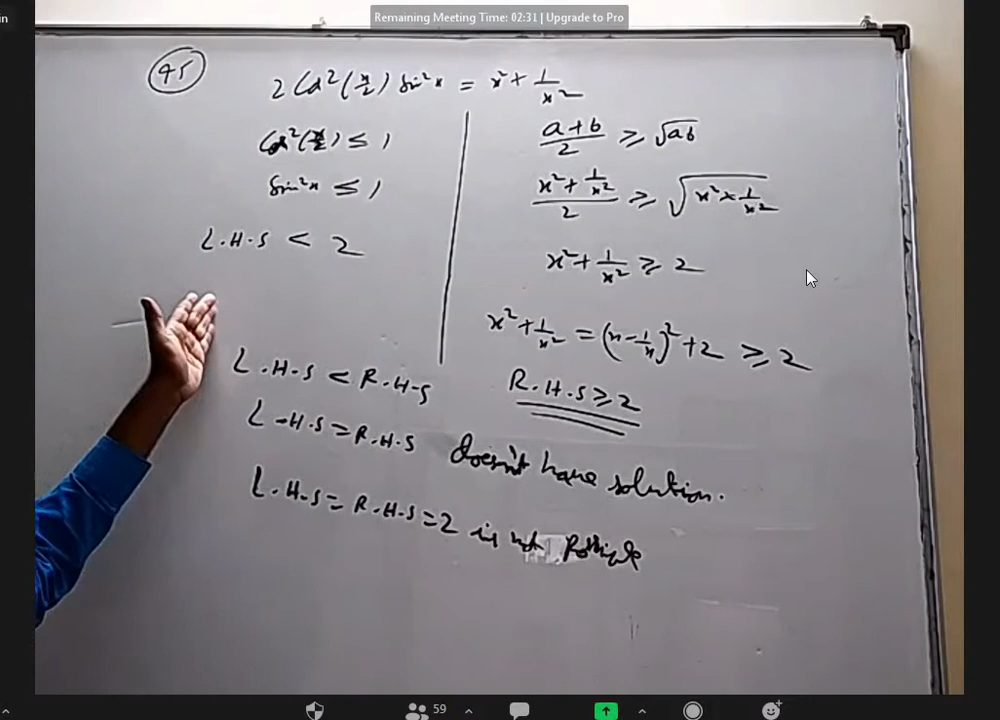 in
Remaining Meeting Time: 02:31 | Upgrade to Pro
45
2 Cos²(x/2) Sin²x = x² + 1/x²
Cos²(x/2) ≤ 1
Sin²x ≤ 1
L.H.S < 2
(a+b)/2 ≥ √ab
(x² + 1/x²)/2 ≥ √(x² × 1/x²)
x² + 1/x² ≥ 2
x² + 1/x² = (x - 1/x)² + 2 ≥ 2
R.H.S ≥ 2
L.H.S < R.H.S
L.H.S = R.H.S doesn't have solution.
L.H.S = R.H.S = 2 is not Possible
59